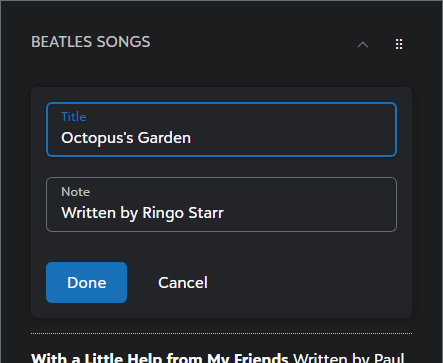 BEATLES SONGS
Title
Octopus's Garden
Note
Written by Ringo Starr
Done Cancel
With a Little Help from My Friends Written by Paul